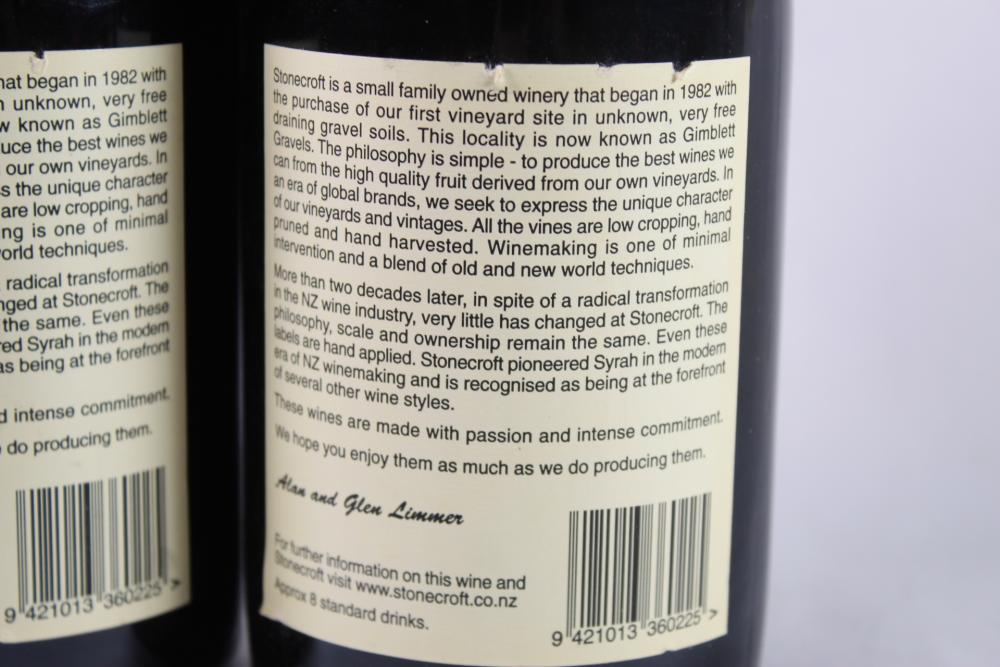 hat began in 1982 with
unknown, very free
w known as Gimblett
uce the best wines we
our own vineyards. In
s the unique character
are low cropping, hand
ng is one of minimal
orld techniques.
radical transformation
nged at Stonecroft. The
the same. Even these
red Syrah in the modern
as being at the forefront
d intense commitment.
do producing them.
9 421013 360225 >
Stonecroft is a small family owned winery that began in 1982 with
the purchase of our first vineyard site in unknown, very free
draining gravel soils. This locality is now known as Gimblett
Gravels. The philosophy is simple - to produce the best wines we
can from the high quality fruit derived from our own vineyards. In
an era of global brands, we seek to express the unique character
of our vineyards and vintages. All the vines are low cropping, hand
pruned and hand harvested. Winemaking is one of minimal
intervention and a blend of old and new world techniques.
More than two decades later, in spite of a radical transformation
in the NZ wine industry, very little has changed at Stonecroft. The
philosophy, scale and ownership remain the same. Even these
labels are hand applied. Stonecroft pioneered Syrah in the modern
era of NZ winemaking and is recognised as being at the forefront
of several other wine styles.
These wines are made with passion and intense commitment.
We hope you enjoy them as much as we do producing them.
Alan and Glen Limmer
For further information on this wine and
Stonecroft visit www.stonecroft.co.nz
Approx 8 standard drinks.
9 421013 360225 >